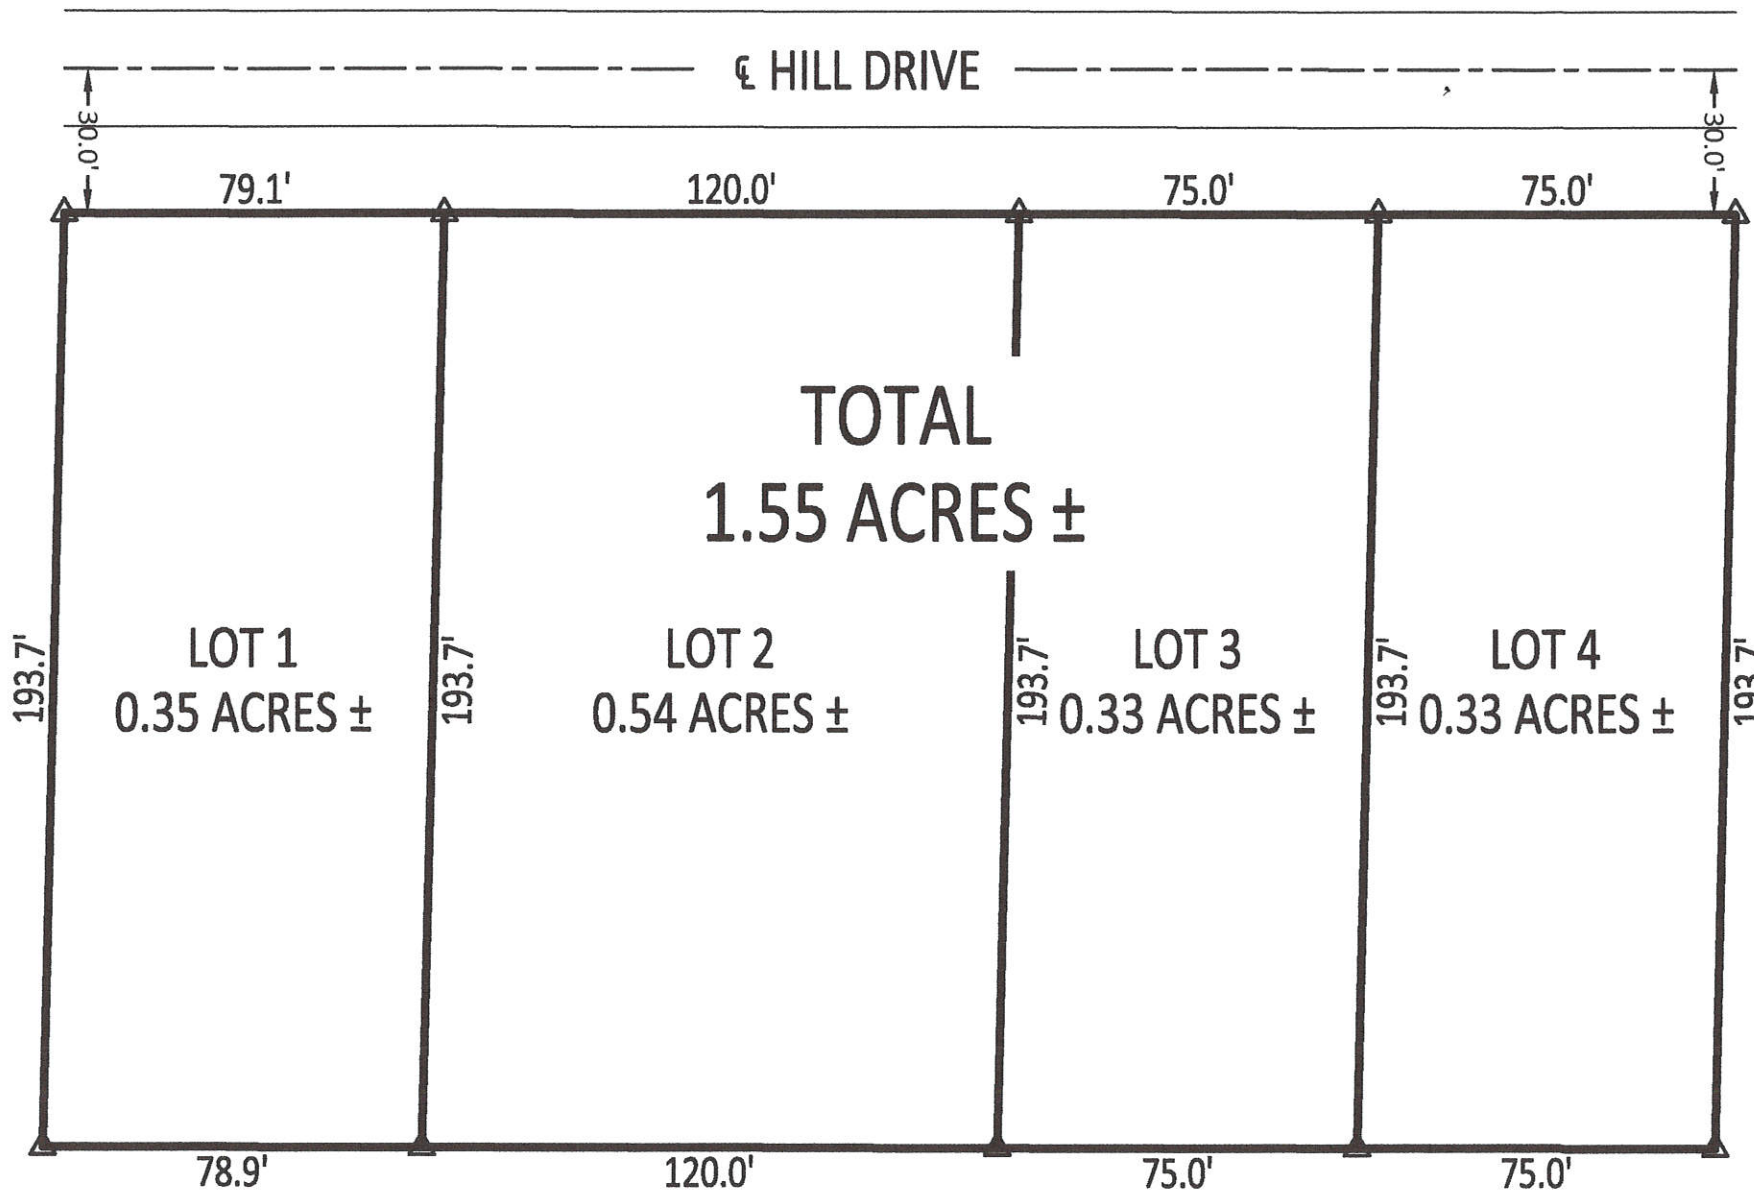 ℄ HILL DRIVE
30.0'
30.0'
79.1'
120.0'
75.0'
75.0'
TOTAL
1.55 ACRES ±
193.7'
LOT 1
0.35 ACRES ±
193.7'
LOT 2
0.54 ACRES ±
193.7'
LOT 3
0.33 ACRES ±
193.7'
LOT 4
0.33 ACRES ±
193.7'
78.9'
120.0'
75.0'
75.0'